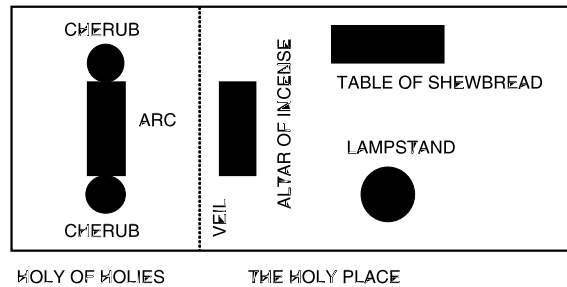 CHERUB
ARC
CHERUB
VEIL
ALTAR OF INCENSE
TABLE OF SHEWBREAD
LAMPSTAND
HOLY OF HOLIES
THE HOLY PLACE